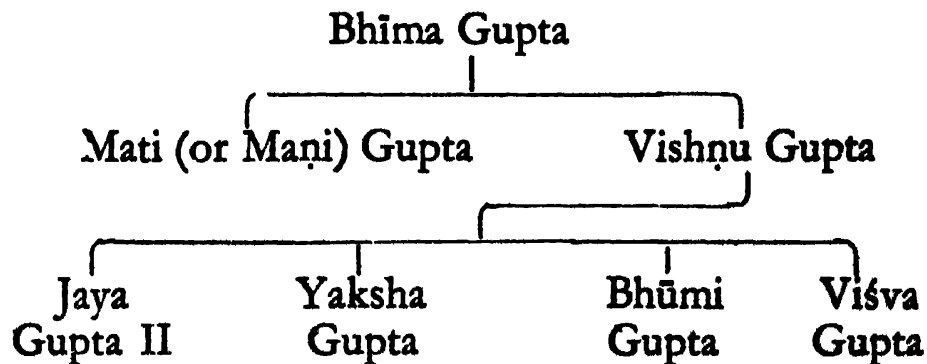 Bhīma Gupta
Mati (or Maṇi) Gupta Vishṇu Gupta
Jaya Yaksha Bhūmi Viśva
Gupta II Gupta Gupta Gupta